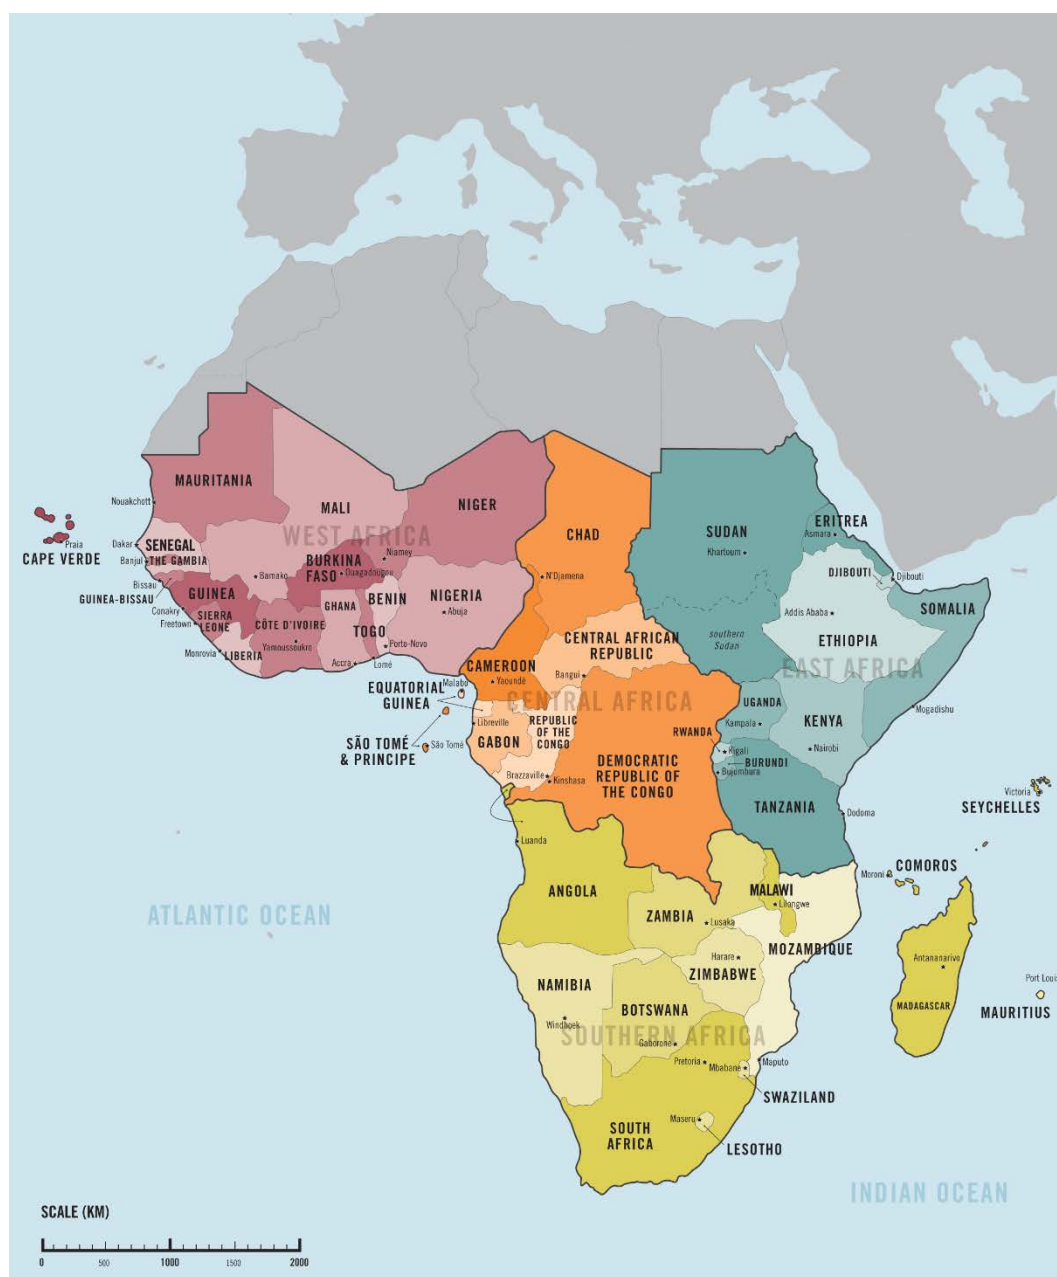 MAURITANIA
Nouakchott
MALI
NIGER
WEST AFRICA
CHAD
SUDAN
Khartoum
ERITREA
Asmara
CAPE VERDE
Praia
Dakar
SENEGAL
Banjul
THE GAMBIA
Bissau
GUINEA-BISSAU
Bamako
BURKINA
FASO
Ouagadougou
Niamey
N'Djamena
DJIBOUTI
Djibouti
GUINEA
Conakry
Freetown
SIERRA
LEONE
CÔTE D'IVOIRE
Yamoussoukro
GHANA
BENIN
TOGO
NIGERIA
Abuja
Porto-Novo
Monrovia
LIBERIA
Accra
Lomé
SOMALIA
Addis Ababa
ETHIOPIA
EAST AFRICA
southern
Sudan
CENTRAL AFRICAN
REPUBLIC
Bangui
CAMEROON
Yaoundé
Malabo
EQUATORIAL
GUINEA
CENTRAL AFRICA
Libreville
GABON
REPUBLIC
OF THE
CONGO
SÃO TOMÉ
& PRINCIPE
São Tomé
Brazzaville
Kinshasa
DEMOCRATIC
REPUBLIC OF
THE CONGO
UGANDA
Kampala
KENYA
Nairobi
Mogadishu
RWANDA
Kigali
BURUNDI
Bujumbura
TANZANIA
Dodoma
Victoria
SEYCHELLES
Luanda
ANGOLA
Moroni
COMOROS
MALAWI
Lilongwe
ZAMBIA
Lusaka
MOZAMBIQUE
ATLANTIC OCEAN
Harare
ZIMBABWE
NAMIBIA
Windhoek
BOTSWANA
SOUTHERN AFRICA
Gaborone
Antananarivo
MADAGASCAR
Port Louis
MAURITIUS
Pretoria
Mbabane
Maputo
SWAZILAND
Maseru
SOUTH
AFRICA
LESOTHO
INDIAN OCEAN
SCALE (KM)
0 500 1000 1500 2000